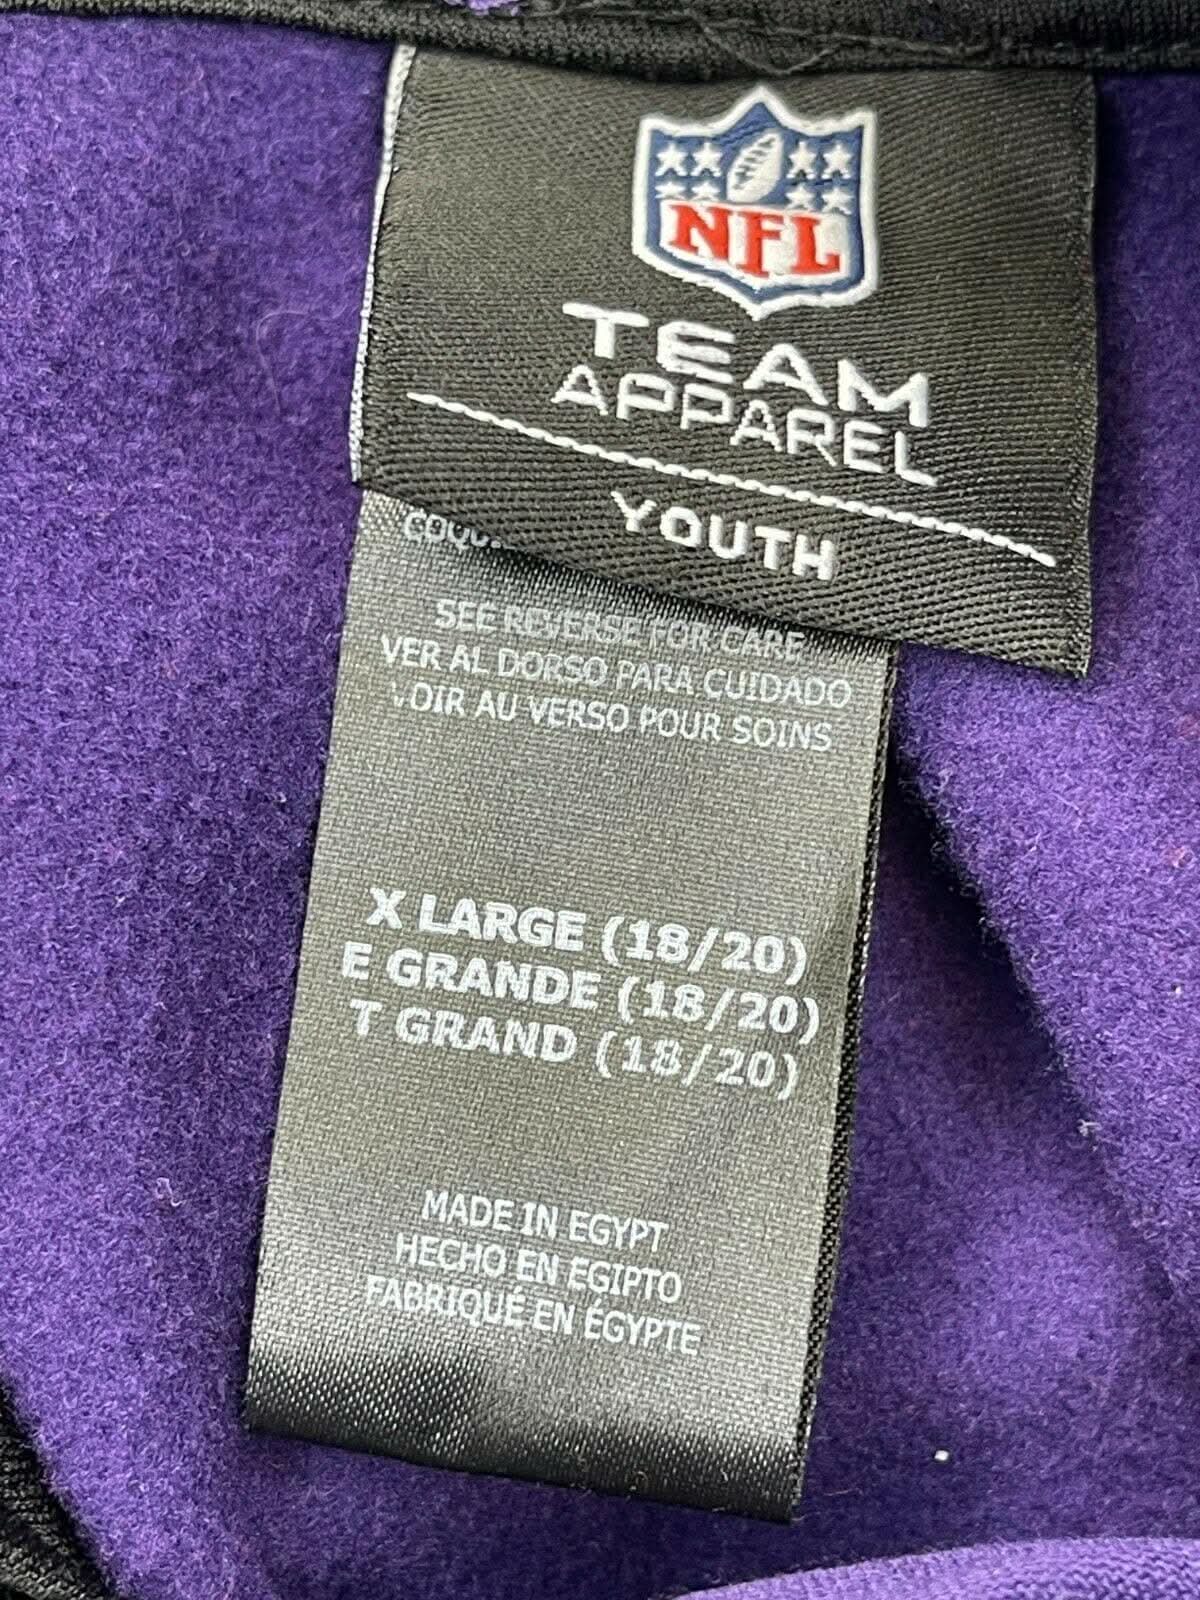 NFL
TEAM
APPAREL
YOUTH
SEE REVERSE FOR CARE
VER AL DORSO PARA CUIDADO
VOIR AU VERSO POUR SOINS
X LARGE (18/20)
E GRANDE (18/20)
T GRAND (18/20)
MADE IN EGYPT
HECHO EN EGIPTO
FABRIQUÉ EN ÉGYPTE